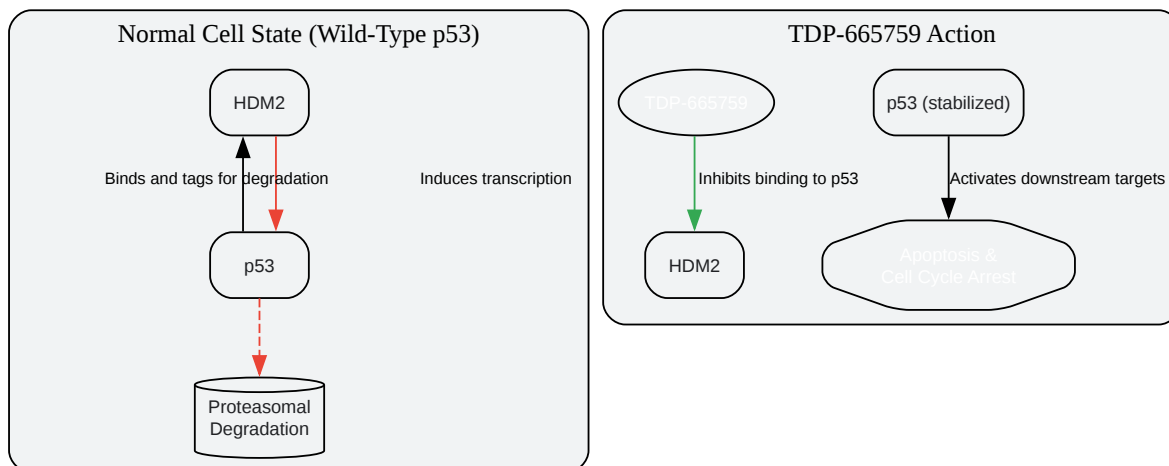 Normal Cell State (Wild-Type p53)
HDM2
Binds and tags for degradation
Induces transcription
p53
Proteasomal
Degradation
TDP-665759 Action
TDP-665759
p53 (stabilized)
Inhibits binding to p53
Activates downstream targets
HDM2
Apoptosis &
Cell Cycle Arrest